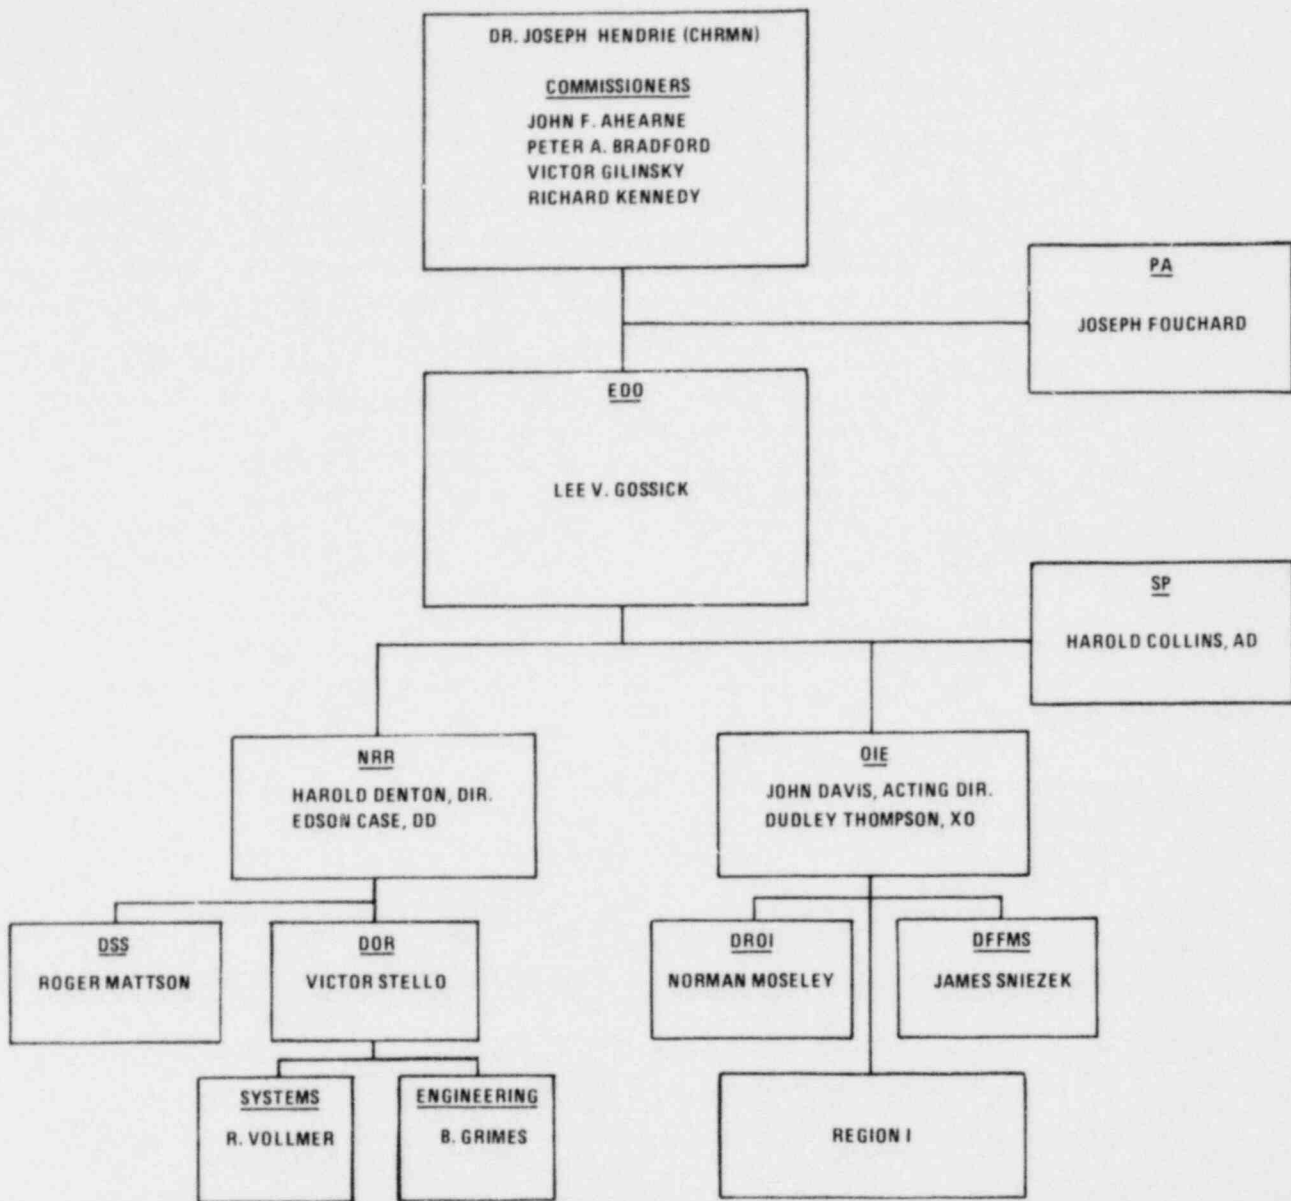 DR. JOSEPH HENDRIE (CHRMN)
COMMISSIONERS
JOHN F. AHEARNE
PETER A. BRADFORD
VICTOR GILINSKY
RICHARD KENNEDY
PA
JOSEPH FOUCHARD
EDO
LEE V. GOSSICK
SP
HAROLD COLLINS, AD
NRR
HAROLD DENTON, DIR.
EDSON CASE, DD
OIE
JOHN DAVIS, ACTING DIR.
DUDLEY THOMPSON, XO
DSS
ROGER MATTSON
DOR
VICTOR STELLO
DROI
NORMAN MOSELEY
DFFMS
JAMES SNIEZEK
SYSTEMS
R. VOLLMER
ENGINEERING
B. GRIMES
REGION I